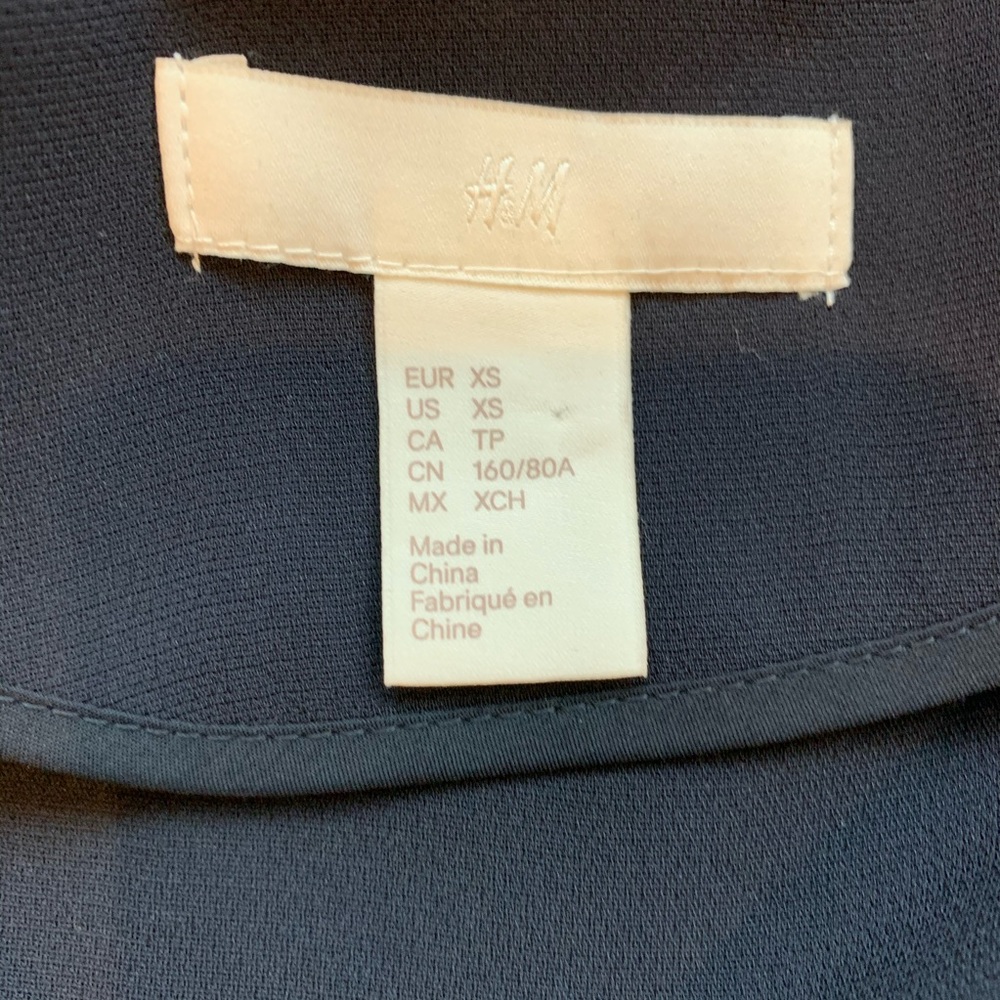 H&M
EUR XS
US XS
CA TP
CN 160/80A
MX XCH
Made in
China
Fabriqué en
Chine